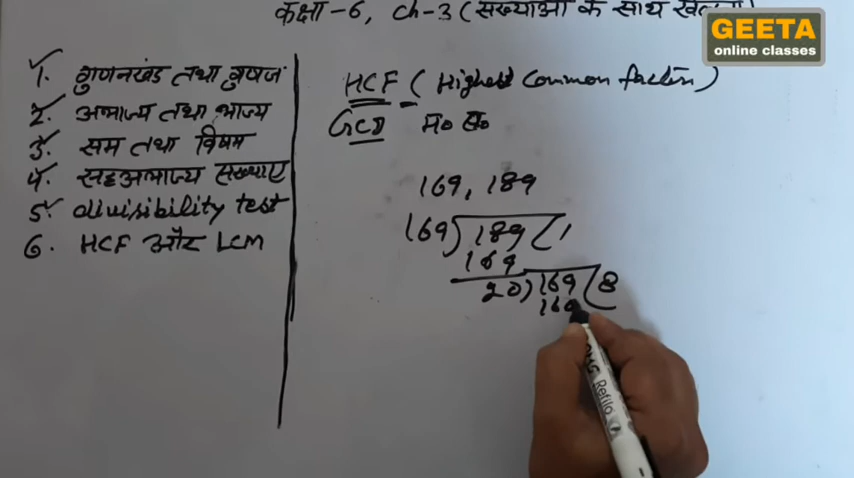 कक्षा-6, Ch-3 (संख्याओं के साथ खेलना
GEETA
online classes
1. गुणनखंड तथा गुणज
2. अभाज्य तथा भाज्य
3. सम तथा विषम
4. सहअभाज्य संख्याए
5. divisibility test
6. HCF और LCM
HCF (Highest Common factor)
GCD म० स०
169, 189
169) 189 (1
169
20) 169 (8
160